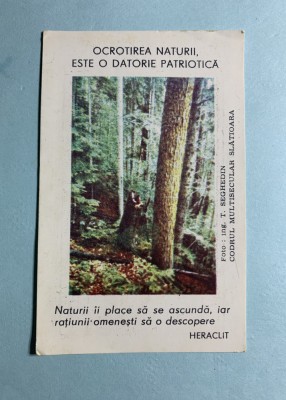 OCROTIREA NATURII,
ESTE O DATORIE PATRIOTICĂ
Foto : ing. T. SEGHEDIN
CODRUL MULTISECULAR SLĂTIOARA
Naturii îi place să se ascundă, iar
rațiunii omenești să o descopere
HERACLIT